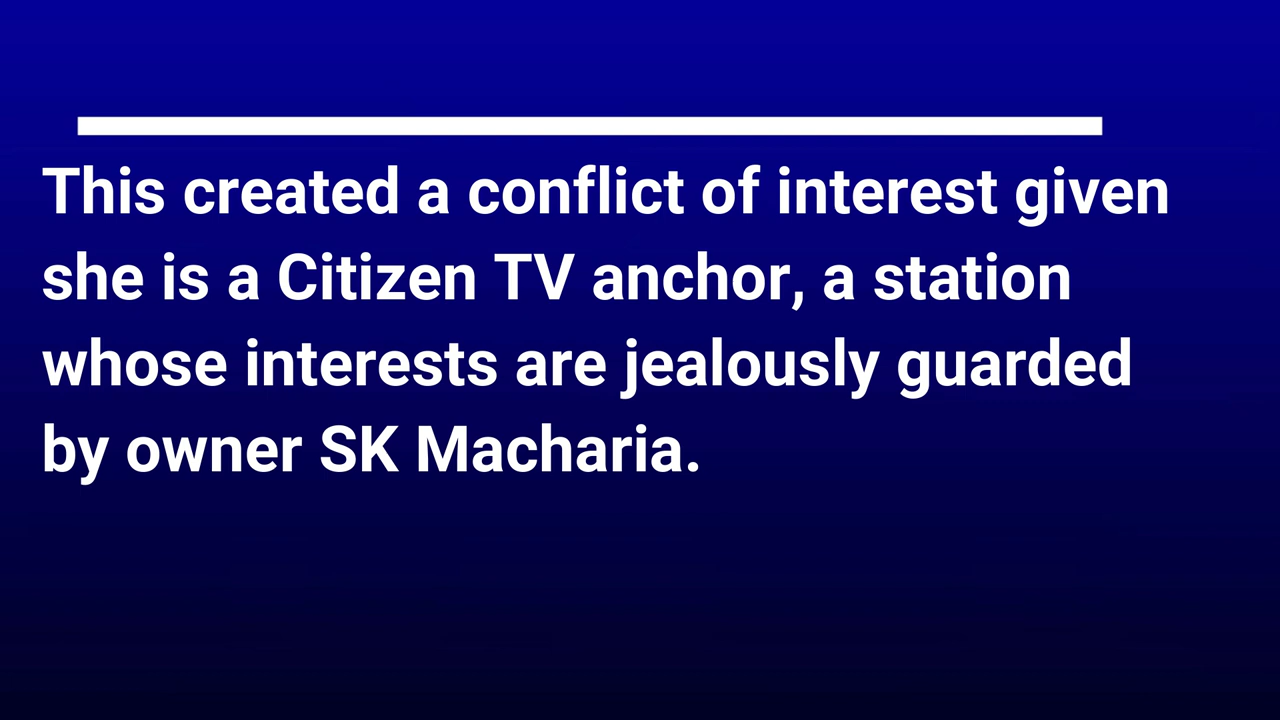 This created a conflict of interest given
she is a Citizen TV anchor, a station
whose interests are jealously guarded
by owner SK Macharia.